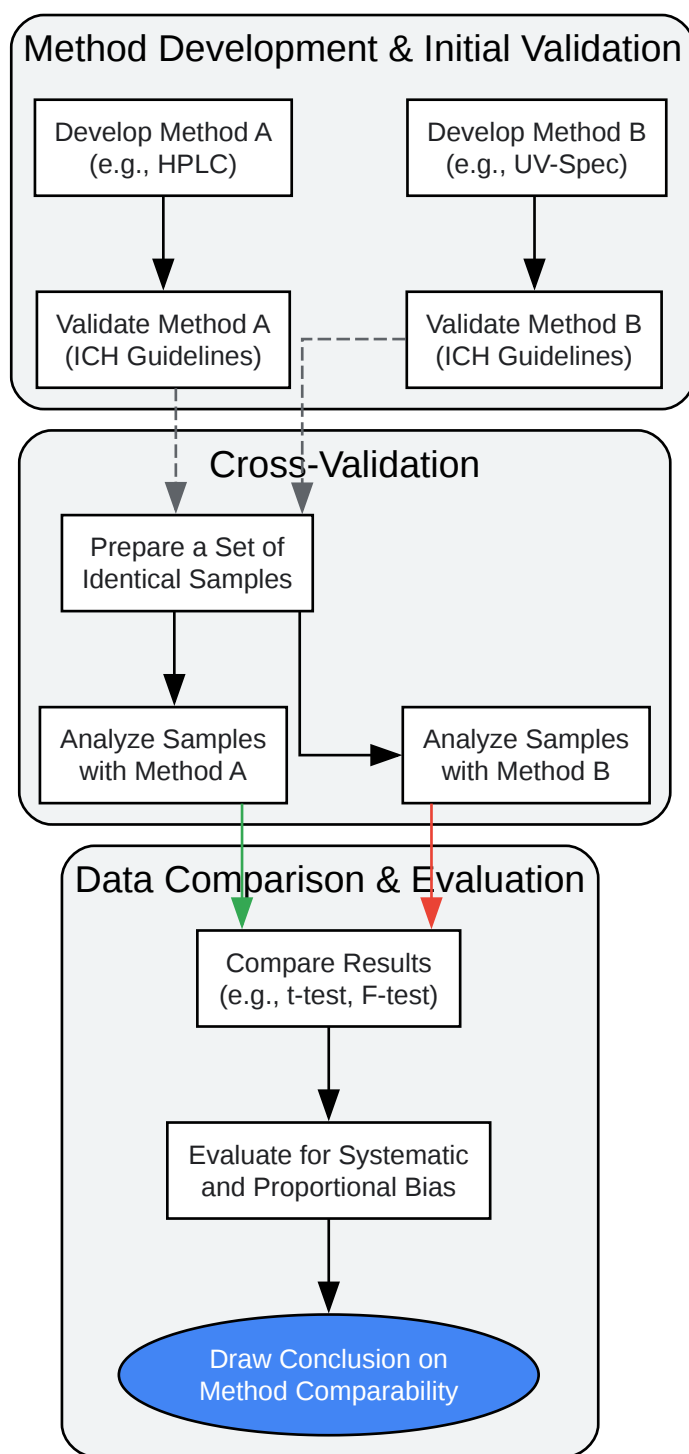 Method Development & Initial Validation
Develop Method A
(e.g., HPLC)
Develop Method B
(e.g., UV-Spec)
Validate Method A
(ICH Guidelines)
Validate Method B
(ICH Guidelines)
Cross-Validation
Prepare a Set of
Identical Samples
Analyze Samples
with Method A
Analyze Samples
with Method B
Data Comparison & Evaluation
Compare Results
(e.g., t-test, F-test)
Evaluate for Systematic
and Proportional Bias
Draw Conclusion on
Method Comparability